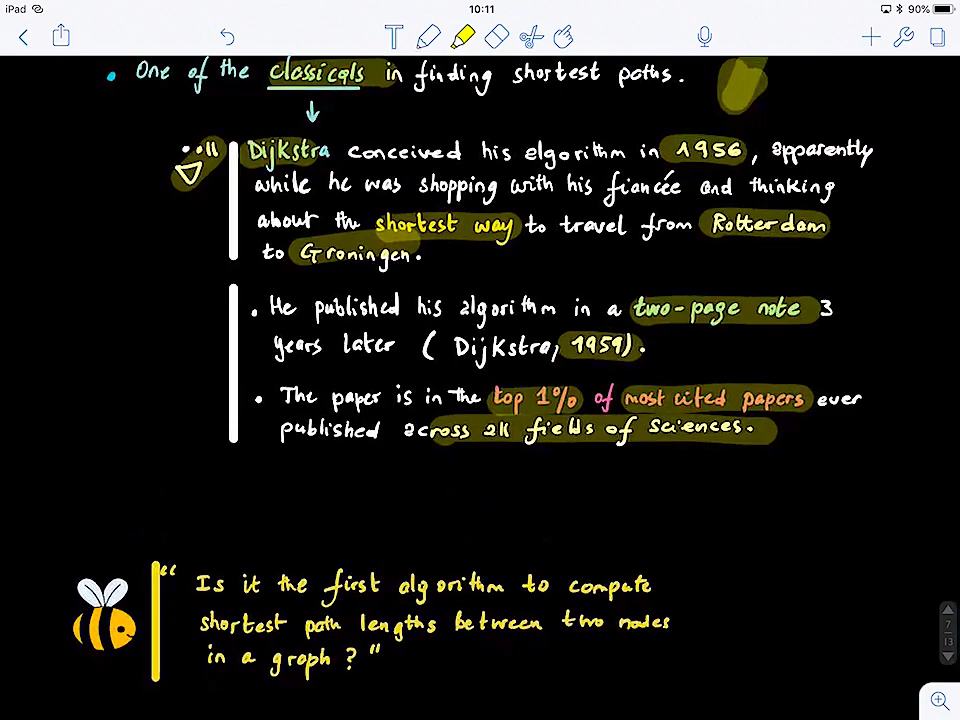 iPad
10:11
90%
T
• One of the classicals in finding shortest paths.
Dijkstra conceived his algorithm in 1956, apparently
while he was shopping with his fiancée and thinking
about the shortest way to travel from Rotterdam
to Groningen.
• He published his algorithm in a two-page note 3
years later (Dijkstra, 1959).
• The paper is in the top 1% of most cited papers ever
published across 2K fields of sciences.
" Is it the first algorithm to compute
shortest path lengths between two nodes
in a graph ? "
7
13